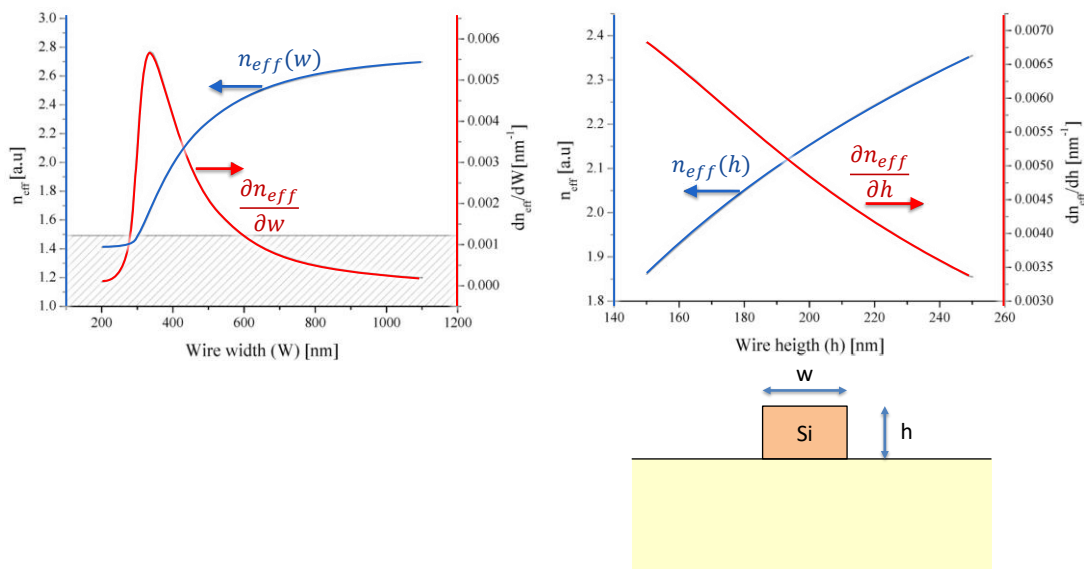 3.0
2.8
2.6
2.4
2.2
2.0
1.8
1.6
1.4
1.2
1.0
n_eff [a.u]
n_eff(w)
∂n_eff
∂w
0.006
0.005
0.004
0.003
0.002
0.001
0.000
dn_eff/dW[nm⁻¹]
200 400 600 800 1000 1200
Wire width (W) [nm]
2.4
2.3
2.2
2.1
2.0
1.9
1.8
n_eff [a.u]
n_eff(h)
∂n_eff
∂h
0.0070
0.0065
0.0060
0.0055
0.0050
0.0045
0.0040
0.0035
0.0030
dn_eff/dh [nm⁻¹]
140 160 180 200 220 240 260
Wire heigth (h) [nm]
w
Si
h